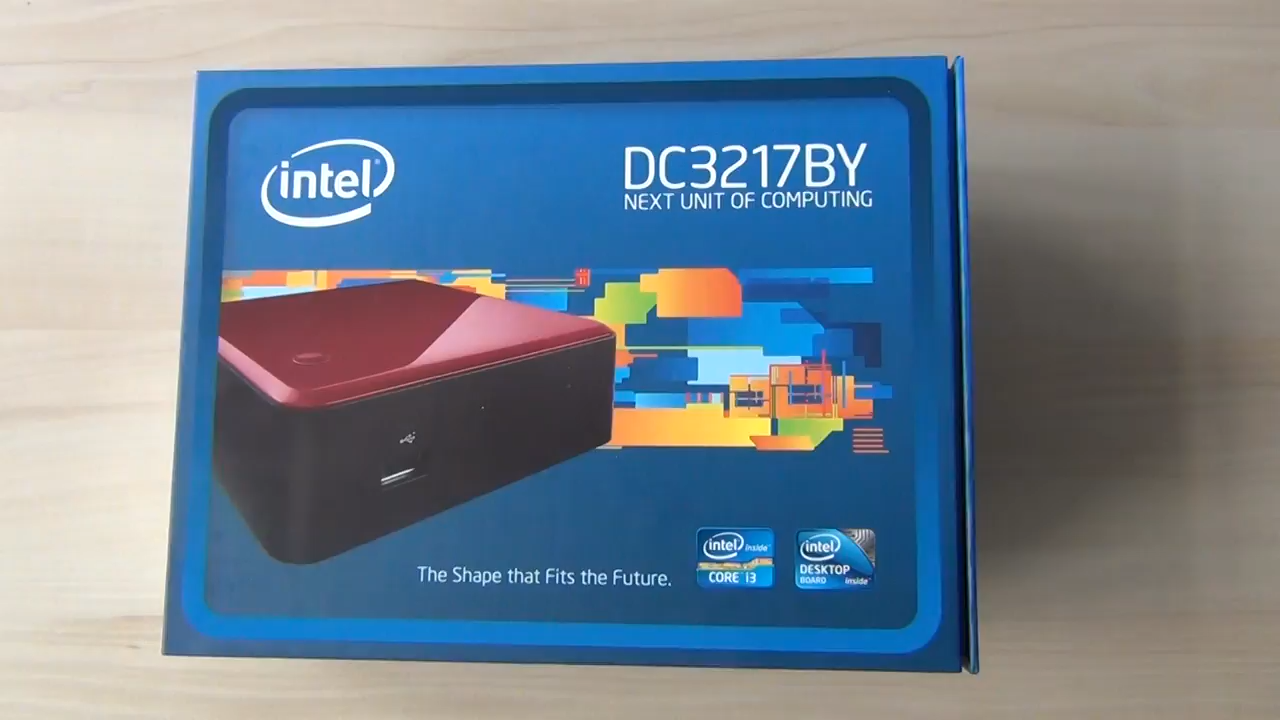 intel
DC3217BY
NEXT UNIT OF COMPUTING
The Shape that Fits the Future.
intel inside
CORE i3
intel
DESKTOP
BOARD inside